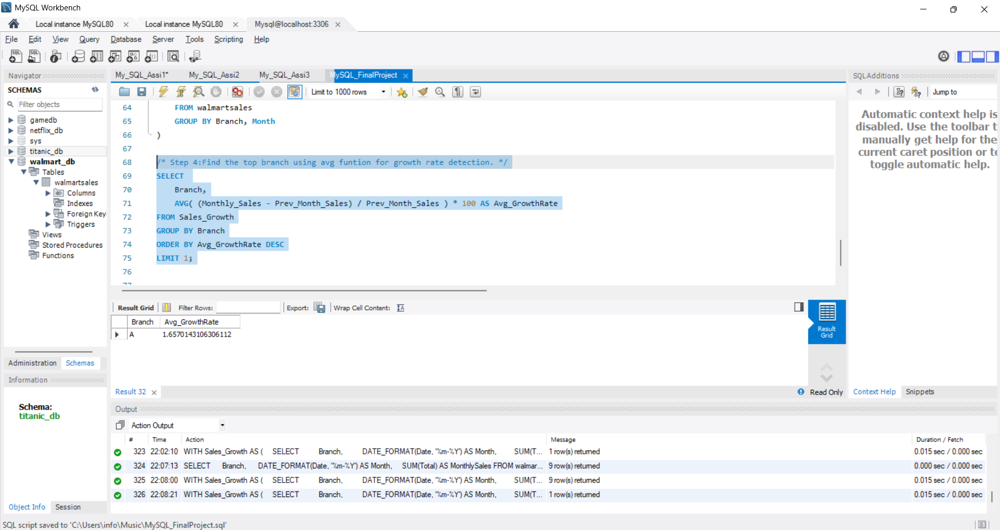 MySQL Workbench
Local instance MySQL80
Local instance MySQL80
Mysql@localhost:3306
File Edit View Query Database Server Tools Scripting Help
Navigator
SCHEMAS
Filter objects
gamedb
netflix_db
sys
titanic_db
walmart_db
Tables
walmartsales
Columns
Indexes
Foreign Key
Triggers
Views
Stored Procedures
Functions
Administration Schemas
Information
Schema:
titanic_db
Object Info Session
My_SQL_Assi1* My_SQL_Assi2 My_SQL_Assi3 MySQL_FinalProject
Limit to 1000 rows
64 FROM walmartsales
65 GROUP BY Branch, Month
66 )
67
68 /* Step 4:Find the top branch using avg funtion for growth rate detection. */
69 SELECT
70 Branch,
71 AVG( (Monthly_Sales - Prev_Month_Sales) / Prev_Month_Sales ) * 100 AS Avg_GrowthRate
72 FROM Sales_Growth
73 GROUP BY Branch
74 ORDER BY Avg_GrowthRate DESC
75 LIMIT 1;
76
77
Result Grid Filter Rows: Export: Wrap Cell Content:
Branch Avg_GrowthRate
A 1.6570143106306112
Result
Grid
Result 32
Read Only
SQLAdditions
Jump to
Automatic context help is
disabled. Use the toolbar t
manually get help for the
current caret position or to
toggle automatic help.
Context Help Snippets
Output
Action Output
# Time Action Message Duration / Fetch
323 22:02:10 WITH Sales_Growth AS ( SELECT Branch, DATE_FORMAT(Date, '%m-%Y') AS Month, SUM(T... 1 row(s) returned 0.015 sec / 0.000 sec
324 22:07:13 SELECT Branch, DATE_FORMAT(Date, '%m-%Y') AS Month, SUM(Total) AS MonthlySales FROM walmar... 9 row(s) returned 0.000 sec / 0.000 sec
325 22:08:00 WITH Sales_Growth AS ( SELECT Branch, DATE_FORMAT(Date, '%m-%Y') AS Month, SUM(T... 9 row(s) returned 0.015 sec / 0.000 sec
326 22:08:21 WITH Sales_Growth AS ( SELECT Branch, DATE_FORMAT(Date, '%m-%Y') AS Month, SUM(T... 1 row(s) returned 0.015 sec / 0.000 sec
SQL script saved to 'C:\Users\info\Music\MySQL_FinalProject.sql'